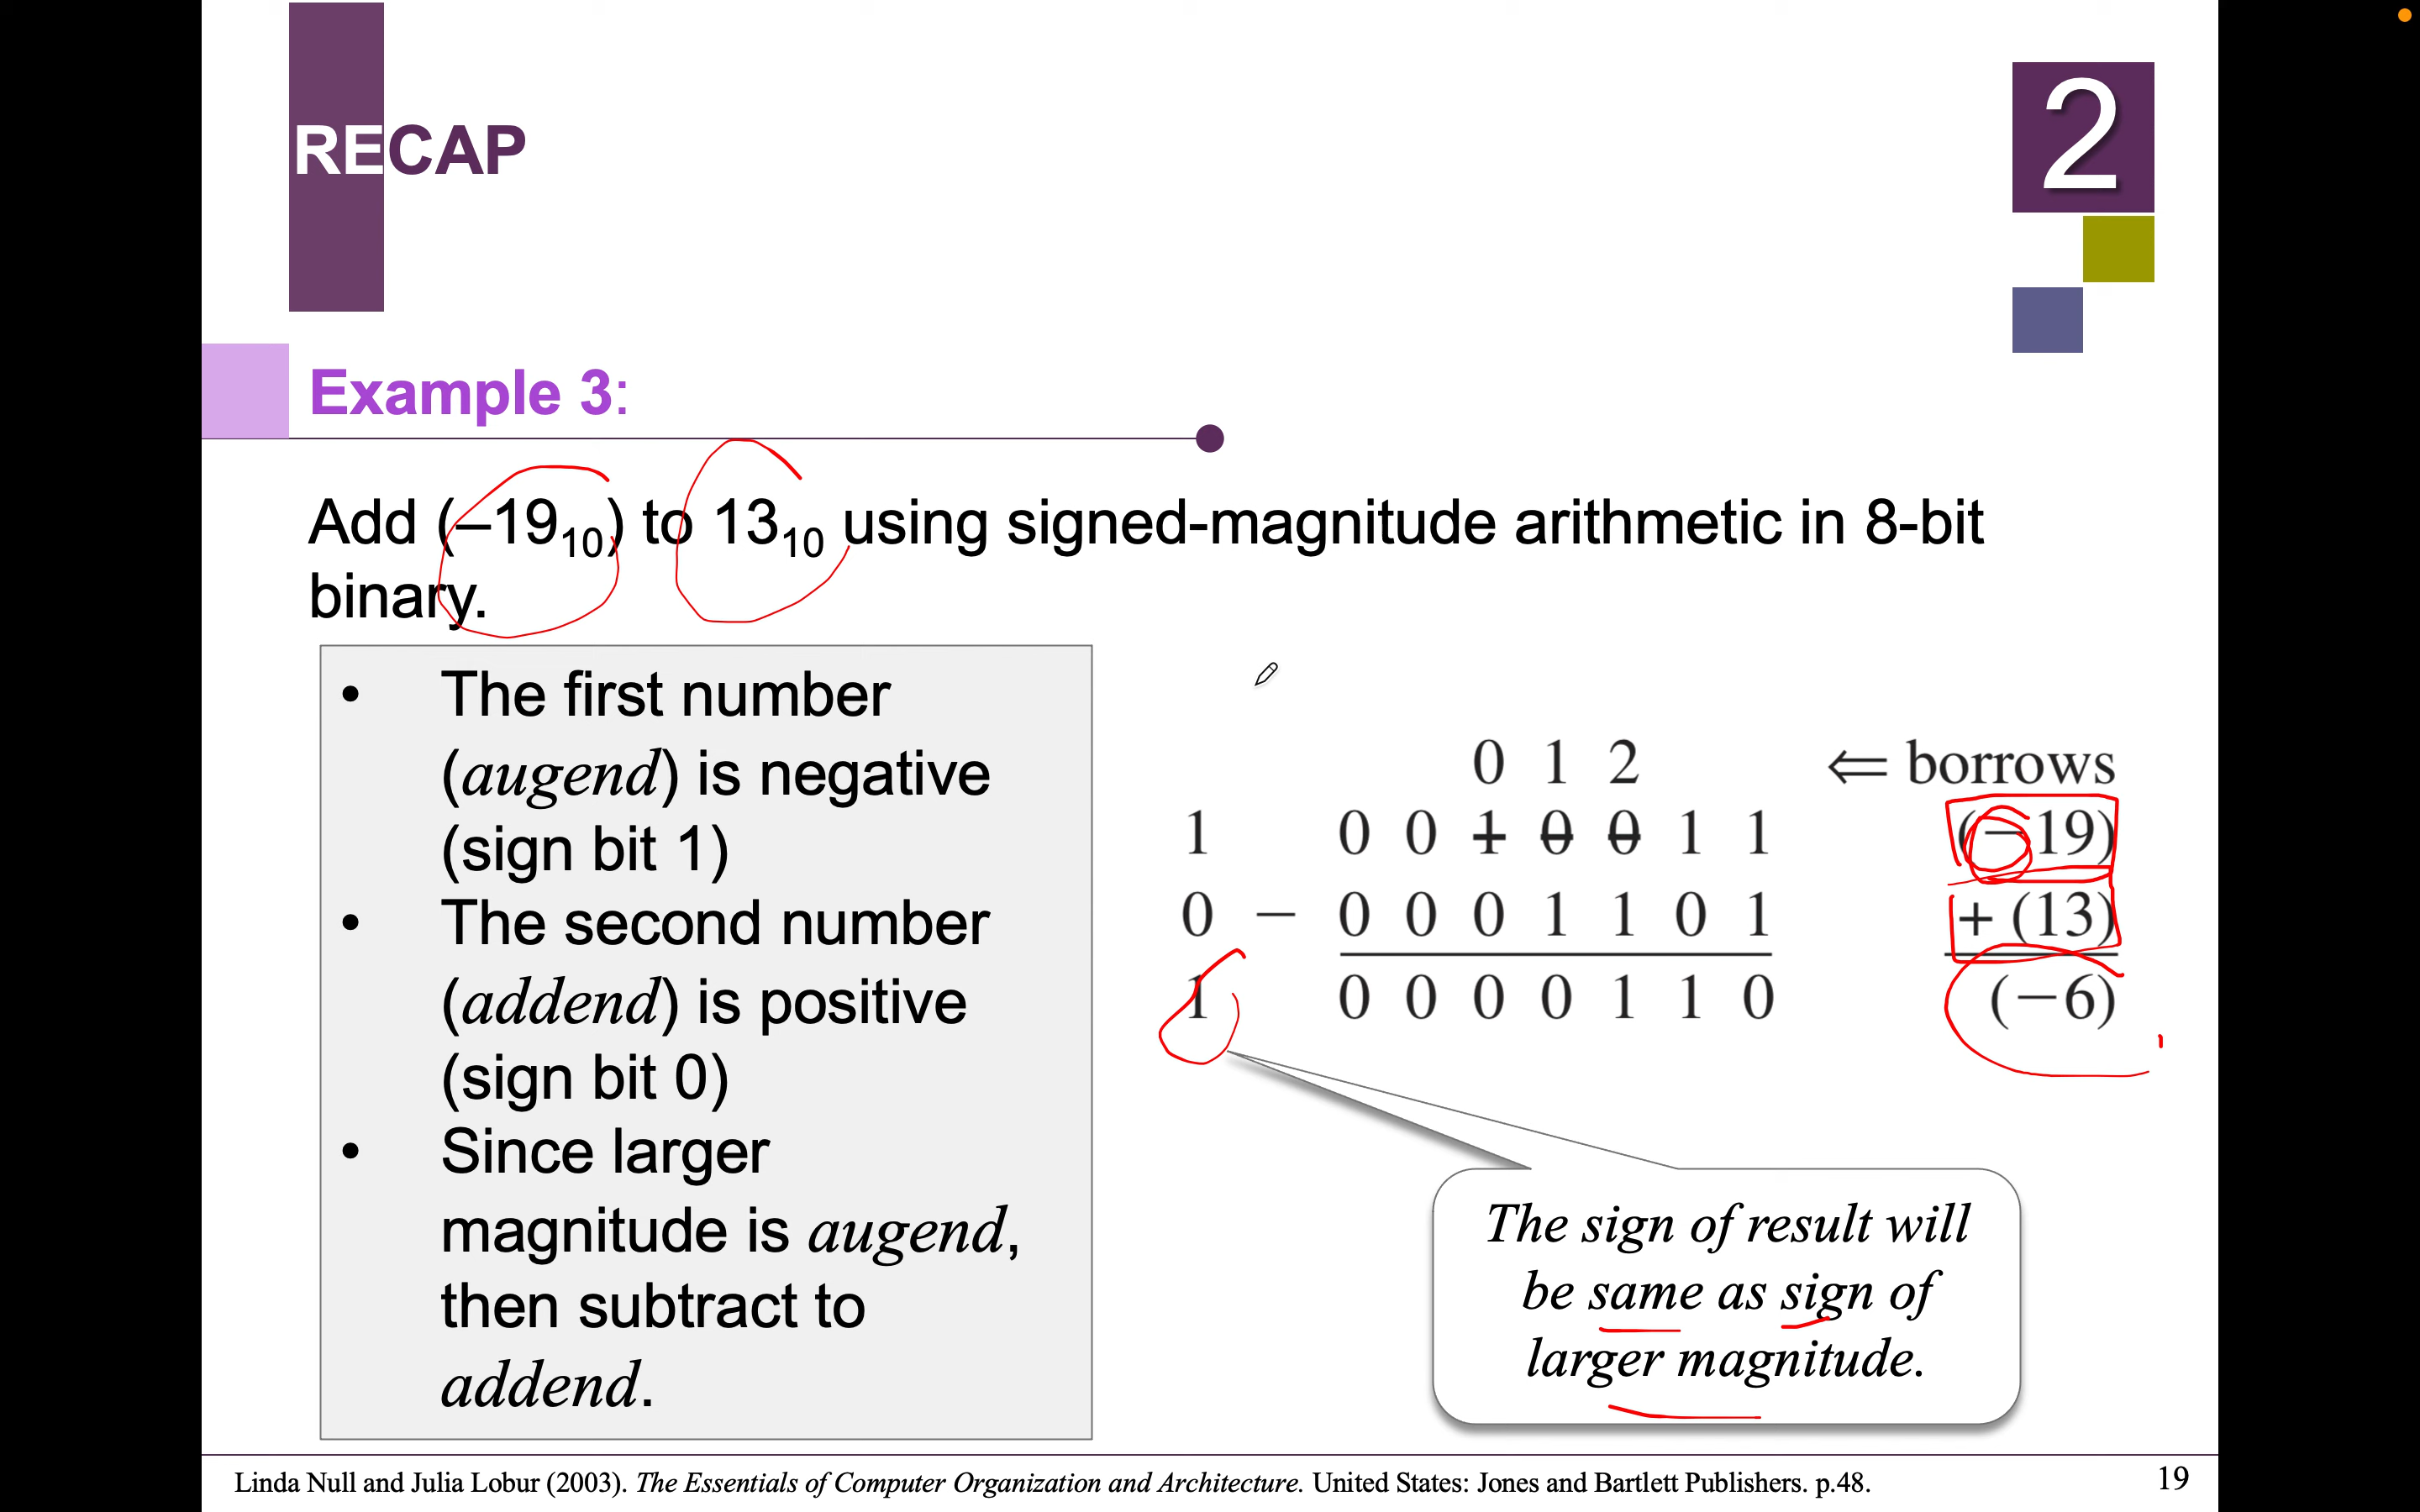 RECAP
2
Example 3:
Add (–19₁₀) to 13₁₀ using signed-magnitude arithmetic in 8-bit
binary.
• The first number
(augend) is negative
(sign bit 1)
• The second number
(addend) is positive
(sign bit 0)
• Since larger
magnitude is augend,
then subtract to
addend.
0 1 2 ⇐ borrows
1 0 0 1 0 0 1 1 (−19)
0 − 0 0 0 1 1 0 1 + (13)
1 0 0 0 0 1 1 0 (−6)
The sign of result will
be same as sign of
larger magnitude.
Linda Null and Julia Lobur (2003). The Essentials of Computer Organization and Architecture. United States: Jones and Bartlett Publishers. p.48.
19